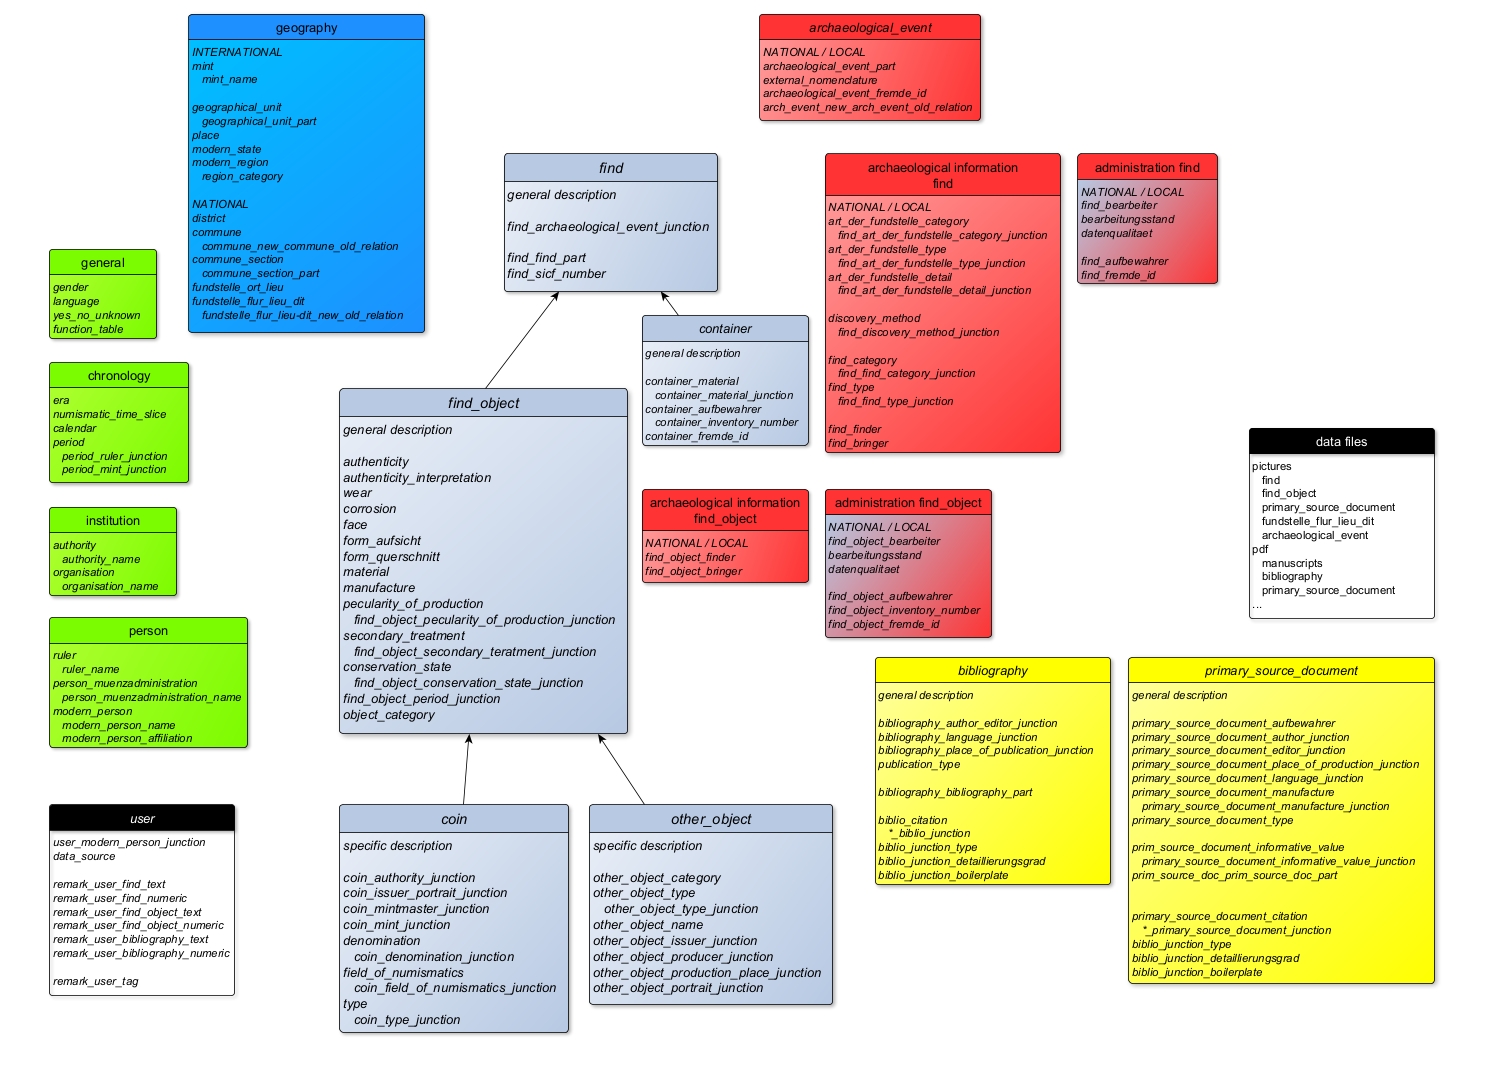 geography
INTERNATIONAL
mint
mint_name
geographical_unit
geographical_unit_part
place
modern_state
modern_region
region_category
NATIONAL
district
commune
commune_new_commune_old_relation
commune_section
commune_section_part
fundstelle_ort_lieu
fundstelle_flur_lieu_dit
fundstelle_flur_lieu-dit_new_old_relation
archaeological_event
NATIONAL / LOCAL
archaeological_event_part
external_nomenclature
archaeological_event_fremde_id
arch_event_new_arch_event_old_relation
find
general description
find_archaeological_event_junction
find_find_part
find_sicf_number
archaeological information
find
NATIONAL / LOCAL
art_der_fundstelle_category
find_art_der_fundstelle_category_junction
art_der_fundstelle_type
find_art_der_fundstelle_type_junction
art_der_fundstelle_detail
find_art_der_fundstelle_detail_junction
discovery_method
find_discovery_method_junction
find_category
find_find_category_junction
find_type
find_find_type_junction
find_finder
find_bringer
administration find
NATIONAL / LOCAL
find_bearbeiter
bearbeitungsstand
datenqualitaet
find_aufbewahrer
find_fremde_id
general
gender
language
yes_no_unknown
function_table
container
general description
container_material
container_material_junction
container_aufbewahrer
container_inventory_number
container_fremde_id
chronology
era
numismatic_time_slice
calendar
period
period_ruler_junction
period_mint_junction
find_object
general description
authenticity
authenticity_interpretation
wear
corrosion
face
form_aufsicht
form_querschnitt
material
manufacture
pecularity_of_production
find_object_pecularity_of_production_junction
secondary_treatment
find_object_secondary_teratment_junction
conservation_state
find_object_conservation_state_junction
find_object_period_junction
object_category
data files
pictures
find
find_object
primary_source_document
fundstelle_flur_lieu_dit
archaeological_event
pdf
manuscripts
bibliography
primary_source_document
...
institution
authority
authority_name
organisation
organisation_name
archaeological information
find_object
NATIONAL / LOCAL
find_object_finder
find_object_bringer
administration find_object
NATIONAL / LOCAL
find_object_bearbeiter
bearbeitungsstand
datenqualitaet
find_object_aufbewahrer
find_object_inventory_number
find_object_fremde_id
person
ruler
ruler_name
person_muenzadministration
person_muenzadministration_name
modern_person
modern_person_name
modern_person_affiliation
bibliography
general description
bibliography_author_editor_junction
bibliography_language_junction
bibliography_place_of_publication_junction
publication_type
bibliography_bibliography_part
biblio_citation
*_biblio_junction
biblio_junction_type
biblio_junction_detaillierungsgrad
biblio_junction_boilerplate
primary_source_document
general description
primary_source_document_aufbewahrer
primary_source_document_author_junction
primary_source_document_editor_junction
primary_source_document_place_of_production_junction
primary_source_document_language_junction
primary_source_document_manufacture
primary_source_document_manufacture_junction
primary_source_document_type
prim_source_document_informative_value
primary_source_document_informative_value_junction
prim_source_doc_prim_source_doc_part
primary_source_document_citation
*_primary_source_document_junction
biblio_junction_type
biblio_junction_detaillierungsgrad
biblio_junction_boilerplate
user
user_modern_person_junction
data_source
remark_user_find_text
remark_user_find_numeric
remark_user_find_object_text
remark_user_find_object_numeric
remark_user_bibliography_text
remark_user_bibliography_numeric
remark_user_tag
coin
specific description
coin_authority_junction
coin_issuer_portrait_junction
coin_mintmaster_junction
coin_mint_junction
denomination
coin_denomination_junction
field_of_numismatics
coin_field_of_numismatics_junction
type
coin_type_junction
other_object
specific description
other_object_category
other_object_type
other_object_type_junction
other_object_name
other_object_issuer_junction
other_object_producer_junction
other_object_production_place_junction
other_object_portrait_junction